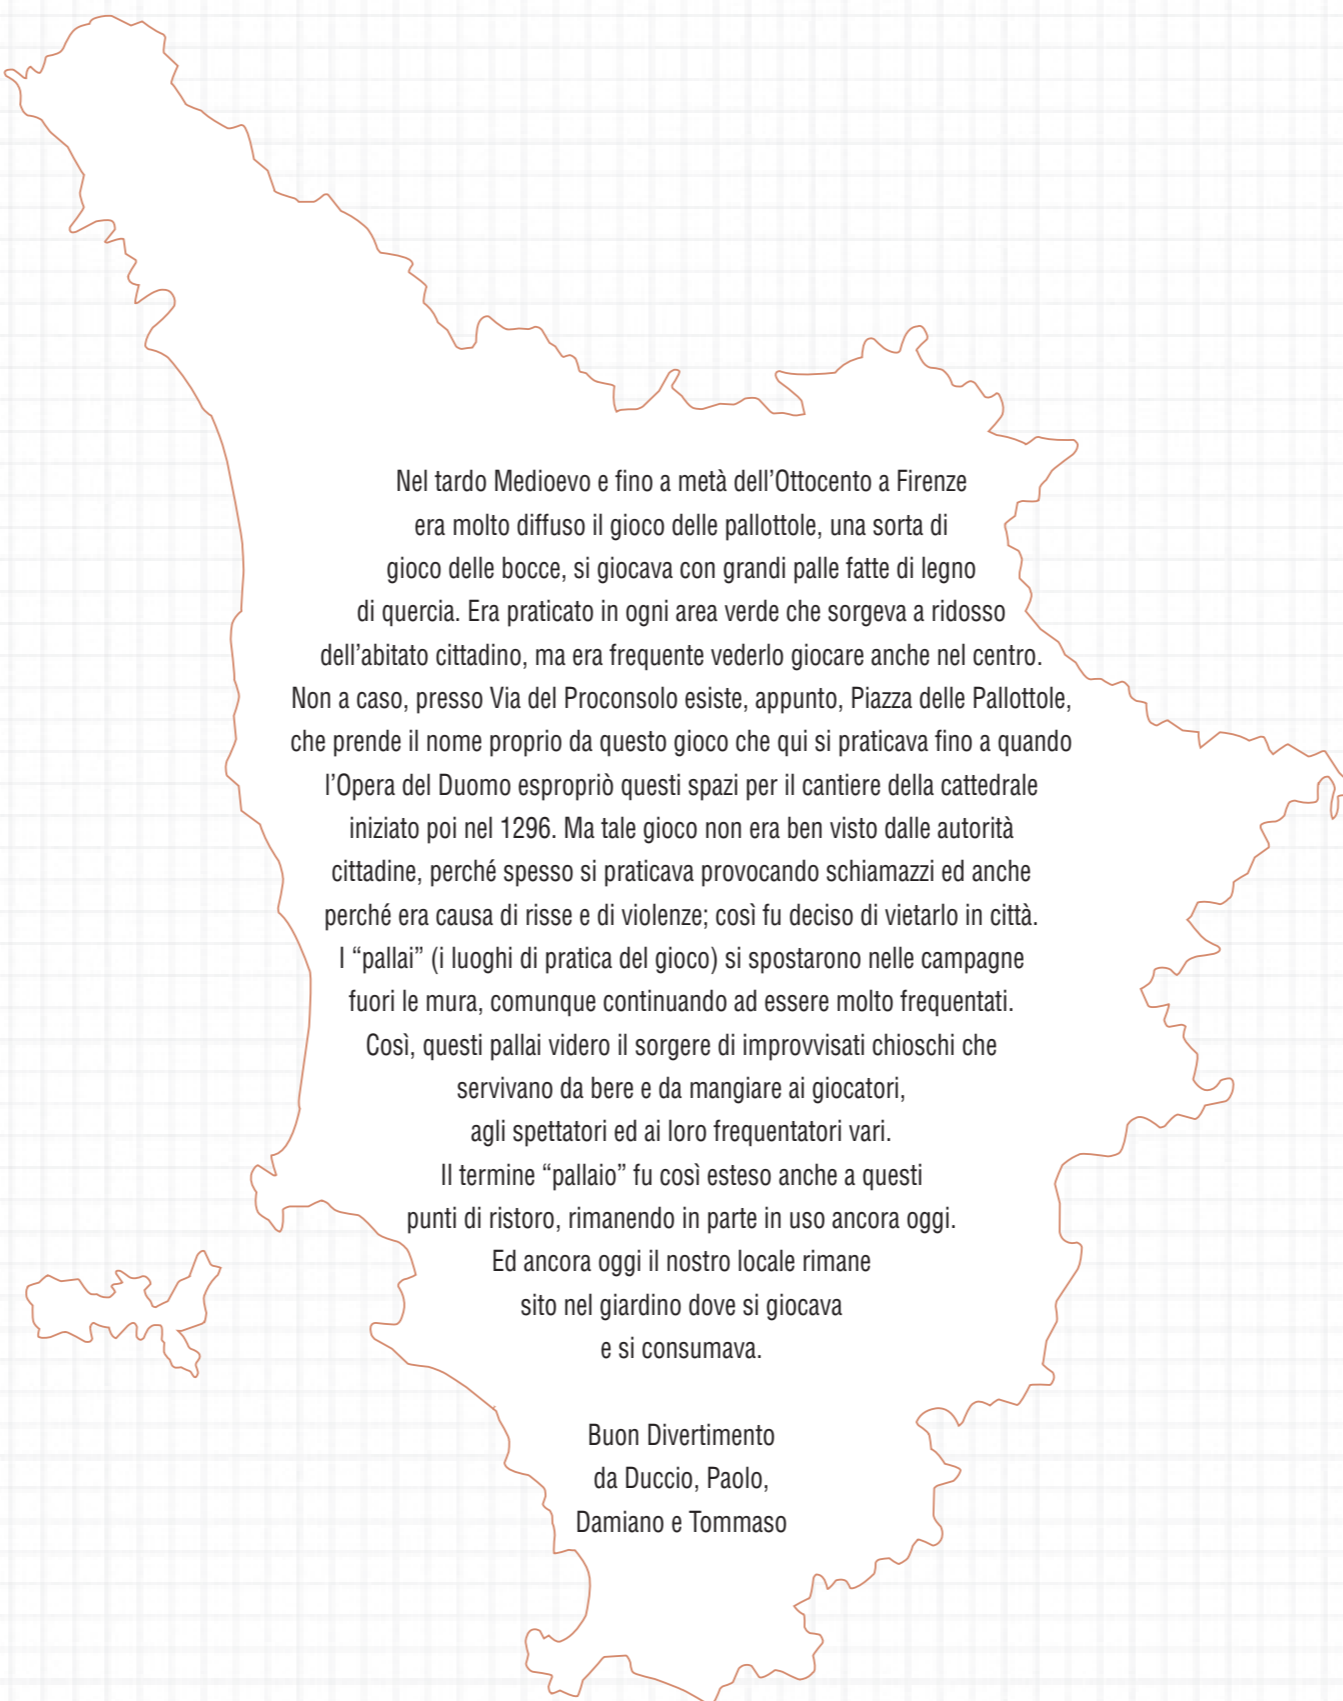 Nel tardo Medioevo e fino a metà dell’Ottocento a Firenze
era molto diffuso il gioco delle pallottole, una sorta di
gioco delle bocce, si giocava con grandi palle fatte di legno
di quercia. Era praticato in ogni area verde che sorgeva a ridosso
dell’abitato cittadino, ma era frequente vederlo giocare anche nel centro.
Non a caso, presso Via del Proconsolo esiste, appunto, Piazza delle Pallottole,
che prende il nome proprio da questo gioco che qui si praticava fino a quando
l’Opera del Duomo espropriò questi spazi per il cantiere della cattedrale
iniziato poi nel 1296. Ma tale gioco non era ben visto dalle autorità
cittadine, perché spesso si praticava provocando schiamazzi ed anche
perché era causa di risse e di violenze; così fu deciso di vietarlo in città.
I “pallai” (i luoghi di pratica del gioco) si spostarono nelle campagne
fuori le mura, comunque continuando ad essere molto frequentati.
Così, questi pallai videro il sorgere di improvvisati chioschi che
servivano da bere e da mangiare ai giocatori,
agli spettatori ed ai loro frequentatori vari.
Il termine “pallaio” fu così esteso anche a questi
punti di ristoro, rimanendo in parte in uso ancora oggi.
Ed ancora oggi il nostro locale rimane
sito nel giardino dove si giocava
e si consumava.
Buon Divertimento
da Duccio, Paolo,
Damiano e Tommaso